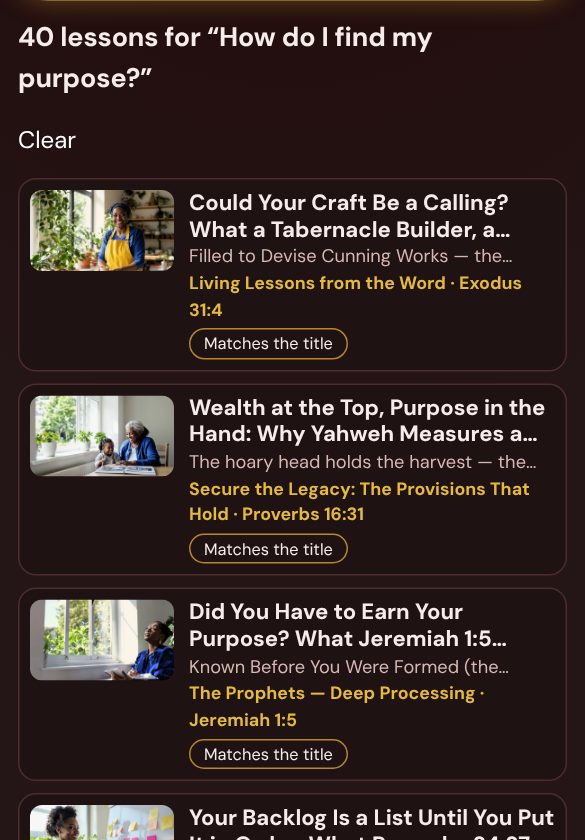 40 lessons for “How do I find my
purpose?”
Clear
Could Your Craft Be a Calling?
What a Tabernacle Builder, a...
Filled to Devise Cunning Works — the...
Living Lessons from the Word · Exodus
31:4
Matches the title
Wealth at the Top, Purpose in the
Hand: Why Yahweh Measures a...
The hoary head holds the harvest — the...
Secure the Legacy: The Provisions That
Hold · Proverbs 16:31
Matches the title
Did You Have to Earn Your
Purpose? What Jeremiah 1:5...
Known Before You Were Formed (the...
The Prophets — Deep Processing ·
Jeremiah 1:5
Matches the title
Your Backlog Is a List Until You Put